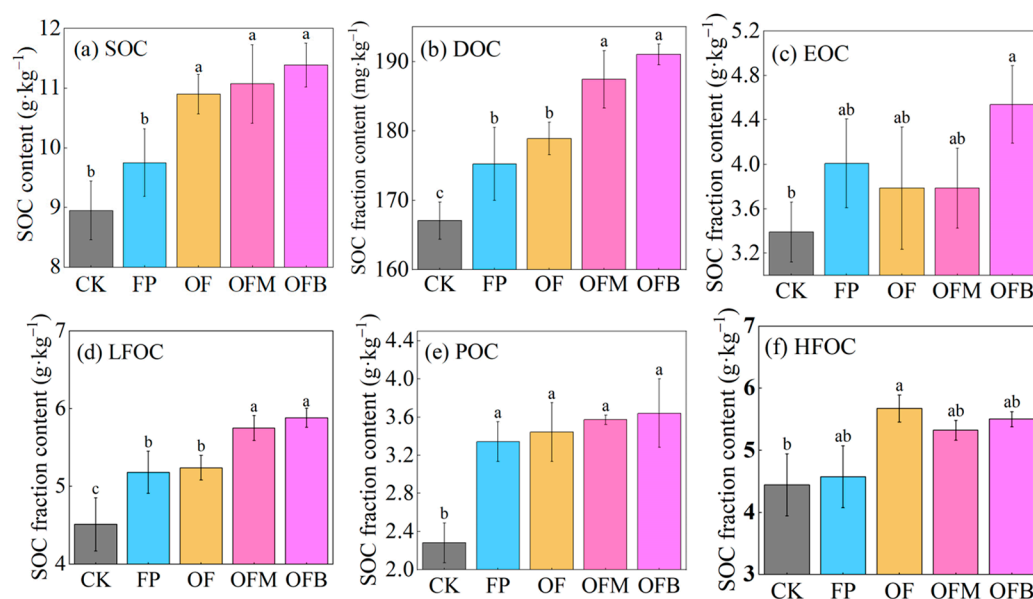 (a) SOC
SOC content (g·kg⁻¹)
12
11
10
9
8
b
b
a
a
a
CK FP OF OFM OFB
(b) DOC
SOC fraction content (mg·kg⁻¹)
190
180
170
160
c
b
b
a
a
CK FP OF OFM OFB
(c) EOC
SOC fraction content (g·kg⁻¹)
5.2
4.8
4.4
4.0
3.6
3.2
b
ab
ab
ab
a
CK FP OF OFM OFB
(d) LFOC
SOC fraction content (g·kg⁻¹)
7
6
5
4
c
b
b
a
a
CK FP OF OFM OFB
(e) POC
SOC fraction content (g·kg⁻¹)
4.4
4.0
3.6
3.2
2.8
2.4
2.0
b
a
a
a
a
CK FP OF OFM OFB
(f) HFOC
SOC fraction content (g·kg⁻¹)
7
6
5
4
3
b
ab
a
ab
ab
CK FP OF OFM OFB